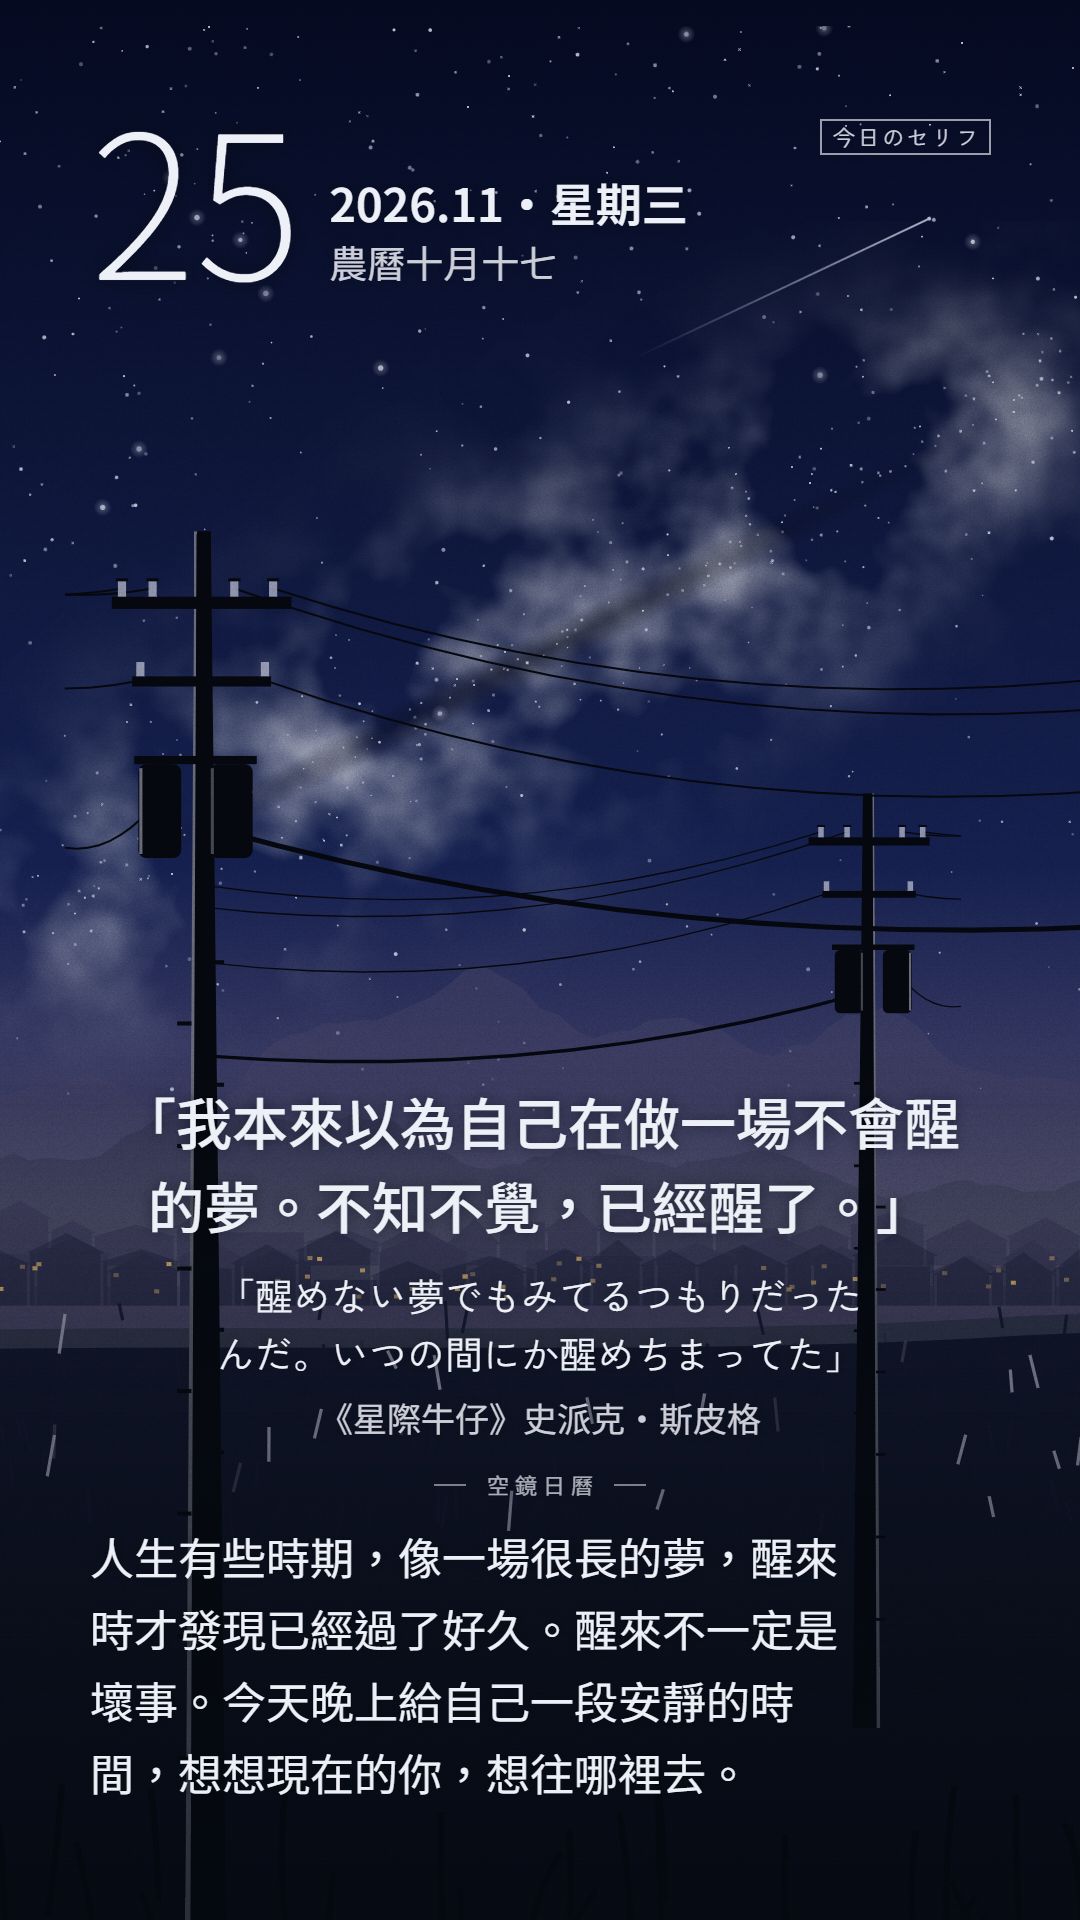 25
今日のセリフ
2026.11・星期三
農曆十月十七
「我本來以為自己在做一場不會醒
的夢。不知不覺，已經醒了。」
「醒めない夢でもみてるつもりだった
んだ。いつの間にか醒めちまってた」
《星際牛仔》史派克・斯皮格
— 空鏡日曆 —
人生有些時期，像一場很長的夢，醒來
時才發現已經過了好久。醒來不一定是
壞事。今天晚上給自己一段安靜的時
間，想想現在的你，想往哪裡去。